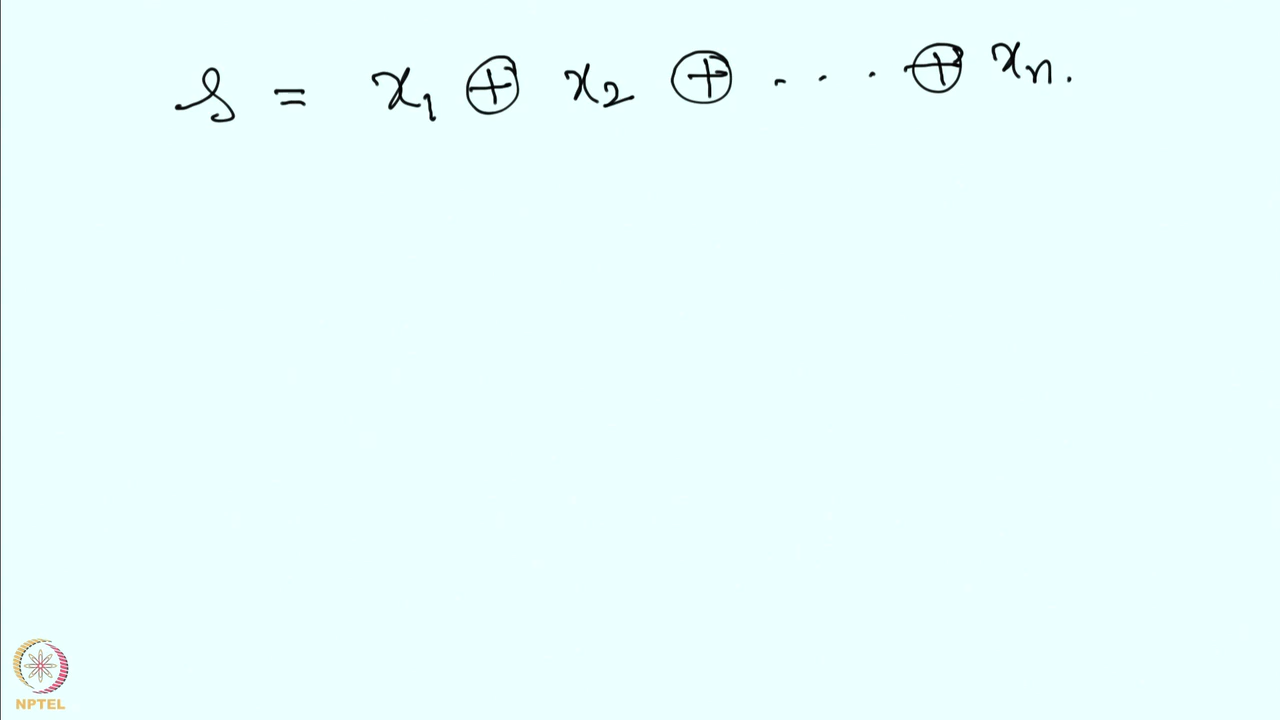 s = x₁ ⊕ x₂ ⊕ . . . ⊕ xₙ.
NPTEL